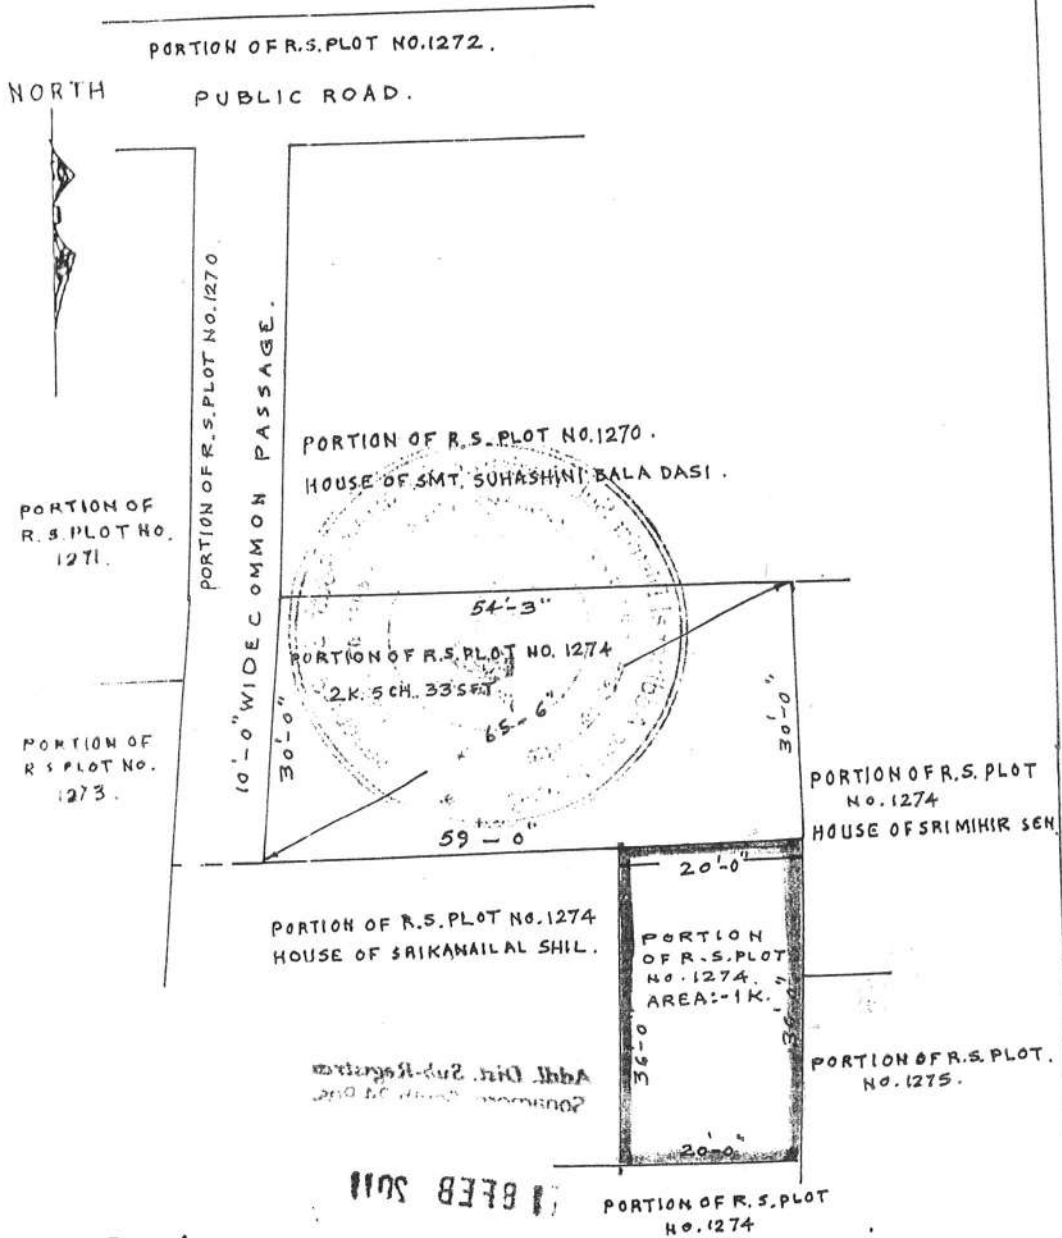 PORTION OF R.S. PLOT NO. 1272.
NORTH
PUBLIC ROAD.
PORTION OF R.S. PLOT NO. 1270
10'-0" WIDE COMMON PASSAGE.
PORTION OF R.S. PLOT NO. 1270.
HOUSE OF SMT. SUHASHINI BALA DASI.
PORTION OF
R.S. PLOT NO.
1271.
54'-3"
PORTION OF R.S. PLOT NO. 1274
2K. 5 CH. 33 SFT
65'-6"
30'-0"
30'-0"
PORTION OF
R S PLOT NO.
1273.
59-0"
PORTION OF R.S. PLOT
NO. 1274
HOUSE OF SRI MIHIR SEN
20'-0"
PORTION OF R.S. PLOT NO. 1274
HOUSE OF SRI KANAILAL SHIL.
PORTION
OF R.S. PLOT
NO. 1274.
AREA:-1K.
36'-0"
36'-0"
PORTION OF R.S. PLOT.
NO. 1275.
Addl. Dist. Sub-Registrar
20'-0"
18 FEB 2011
PORTION OF R.S. PLOT
NO. 1274